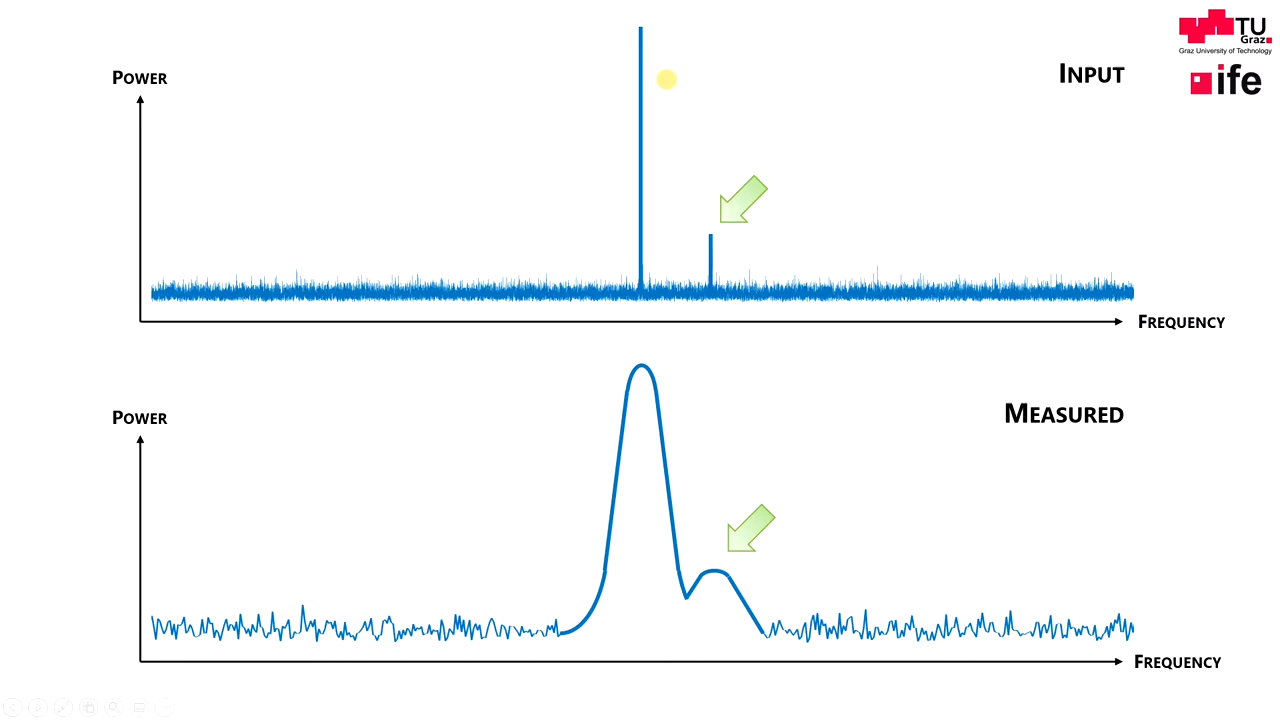 TU
Graz
Graz University of Technology
ife
INPUT
POWER
FREQUENCY
MEASURED
POWER
FREQUENCY